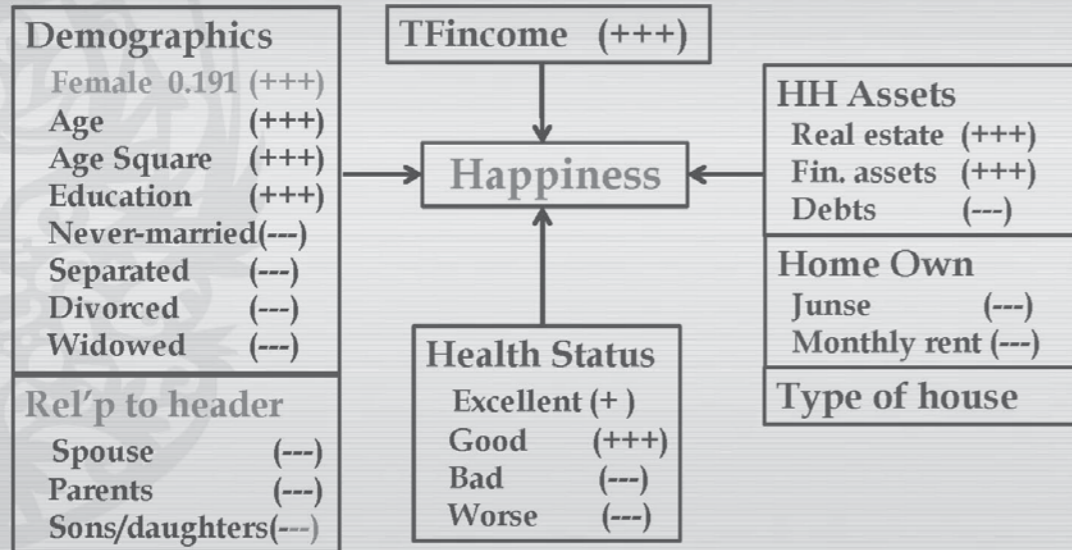 Demographics
Female 0.191 (+++)
Age (+++)
Age Square (+++)
Education (+++)
Never-married(---)
Separated (---)
Divorced (---)
Widowed (---)
Rel'p to header
Spouse (---)
Parents (---)
Sons/daughters(---)
TFincome (+++)
Happiness
Health Status
Excellent (+ )
Good (+++)
Bad (---)
Worse (---)
HH Assets
Real estate (+++)
Fin. assets (+++)
Debts (---)
Home Own
Junse (---)
Monthly rent (---)
Type of house